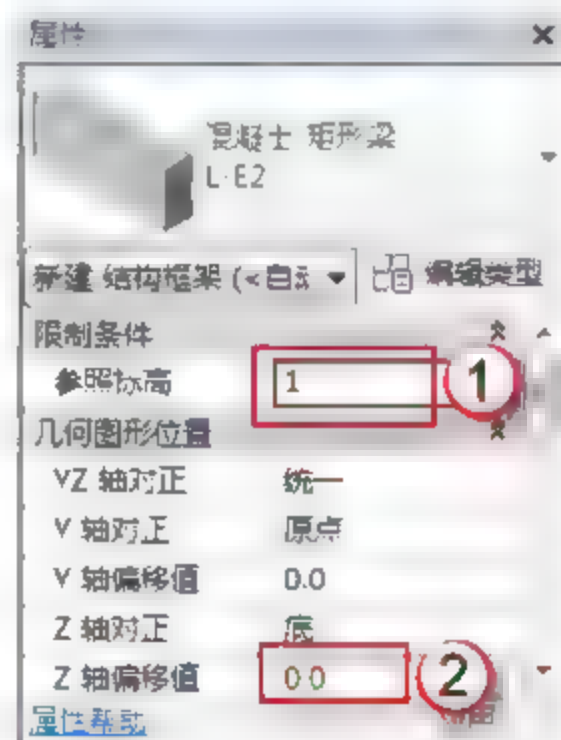 属性
混凝土 矩形梁
L-E2
新建 结构框架 (<自
编辑类型
限制条件
参照标高 1
1
几何图形位置
YZ 轴对正 统一
Y 轴对正 原点
Y 轴偏移值 0.0
Z 轴对正 底
Z 轴偏移值 0.0
2
属性帮助